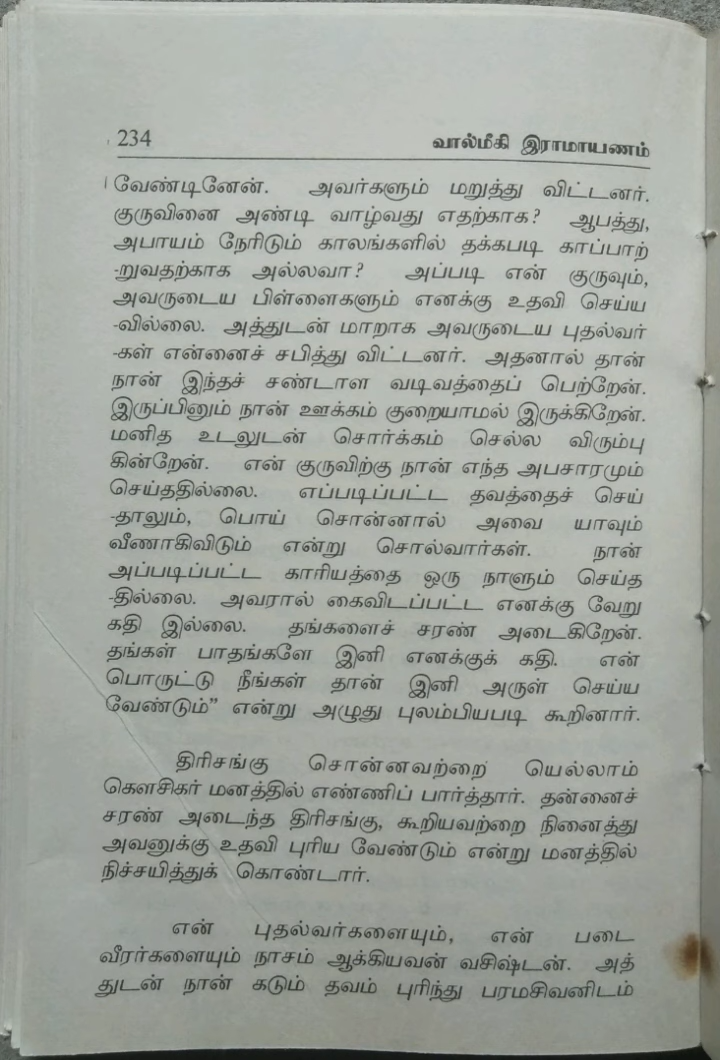 234 வால்மீகி இராமாயணம்
வேண்டினேன். அவர்களும் மறுத்து விட்டனர்.
குருவினை அண்டி வாழ்வது எதற்காக? ஆபத்து,
அபாயம் நேரிடும் காலங்களில் தக்கபடி காப்பாற்
-றுவதற்காக அல்லவா? அப்படி என் குருவும்,
அவருடைய பிள்ளைகளும் எனக்கு உதவி செய்ய
-வில்லை. அத்துடன் மாறாக அவருடைய புதல்வர்
-கள் என்னைச் சபித்து விட்டனர். அதனால் தான்
நான் இந்தச் சண்டாள வடிவத்தைப் பெற்றேன்.
இருப்பினும் நான் ஊக்கம் குறையாமல் இருக்கிறேன்.
மனித உடலுடன் சொர்க்கம் செல்ல விரும்பு
கின்றேன். என் குருவிற்கு நான் எந்த அபசாரமும்
செய்ததில்லை. எப்படிப்பட்ட தவத்தைச் செய்
-தாலும், பொய் சொன்னால் அவை யாவும்
வீணாகிவிடும் என்று சொல்வார்கள். நான்
அப்படிப்பட்ட காரியத்தை ஒரு நாளும் செய்த
-தில்லை. அவரால் கைவிடப்பட்ட எனக்கு வேறு
கதி இல்லை. தங்களைச் சரண் அடைகிறேன்.
தங்கள் பாதங்களே இனி எனக்குக் கதி. என்
பொருட்டு நீங்கள் தான் இனி அருள் செய்ய
வேண்டும்” என்று அழுது புலம்பியபடி கூறினார்.
திரிசங்கு சொன்னவற்றை யெல்லாம்
கௌசிகர் மனத்தில் எண்ணிப் பார்த்தார். தன்னைச்
சரண் அடைந்த திரிசங்கு, கூறியவற்றை நினைத்து
அவனுக்கு உதவி புரிய வேண்டும் என்று மனத்தில்
நிச்சயித்துக் கொண்டார்.
என் புதல்வர்களையும், என் படை
வீரர்களையும் நாசம் ஆக்கியவன் வசிஷ்டன். அத்
துடன் நான் கடும் தவம் புரிந்து பரமசிவனிடம்